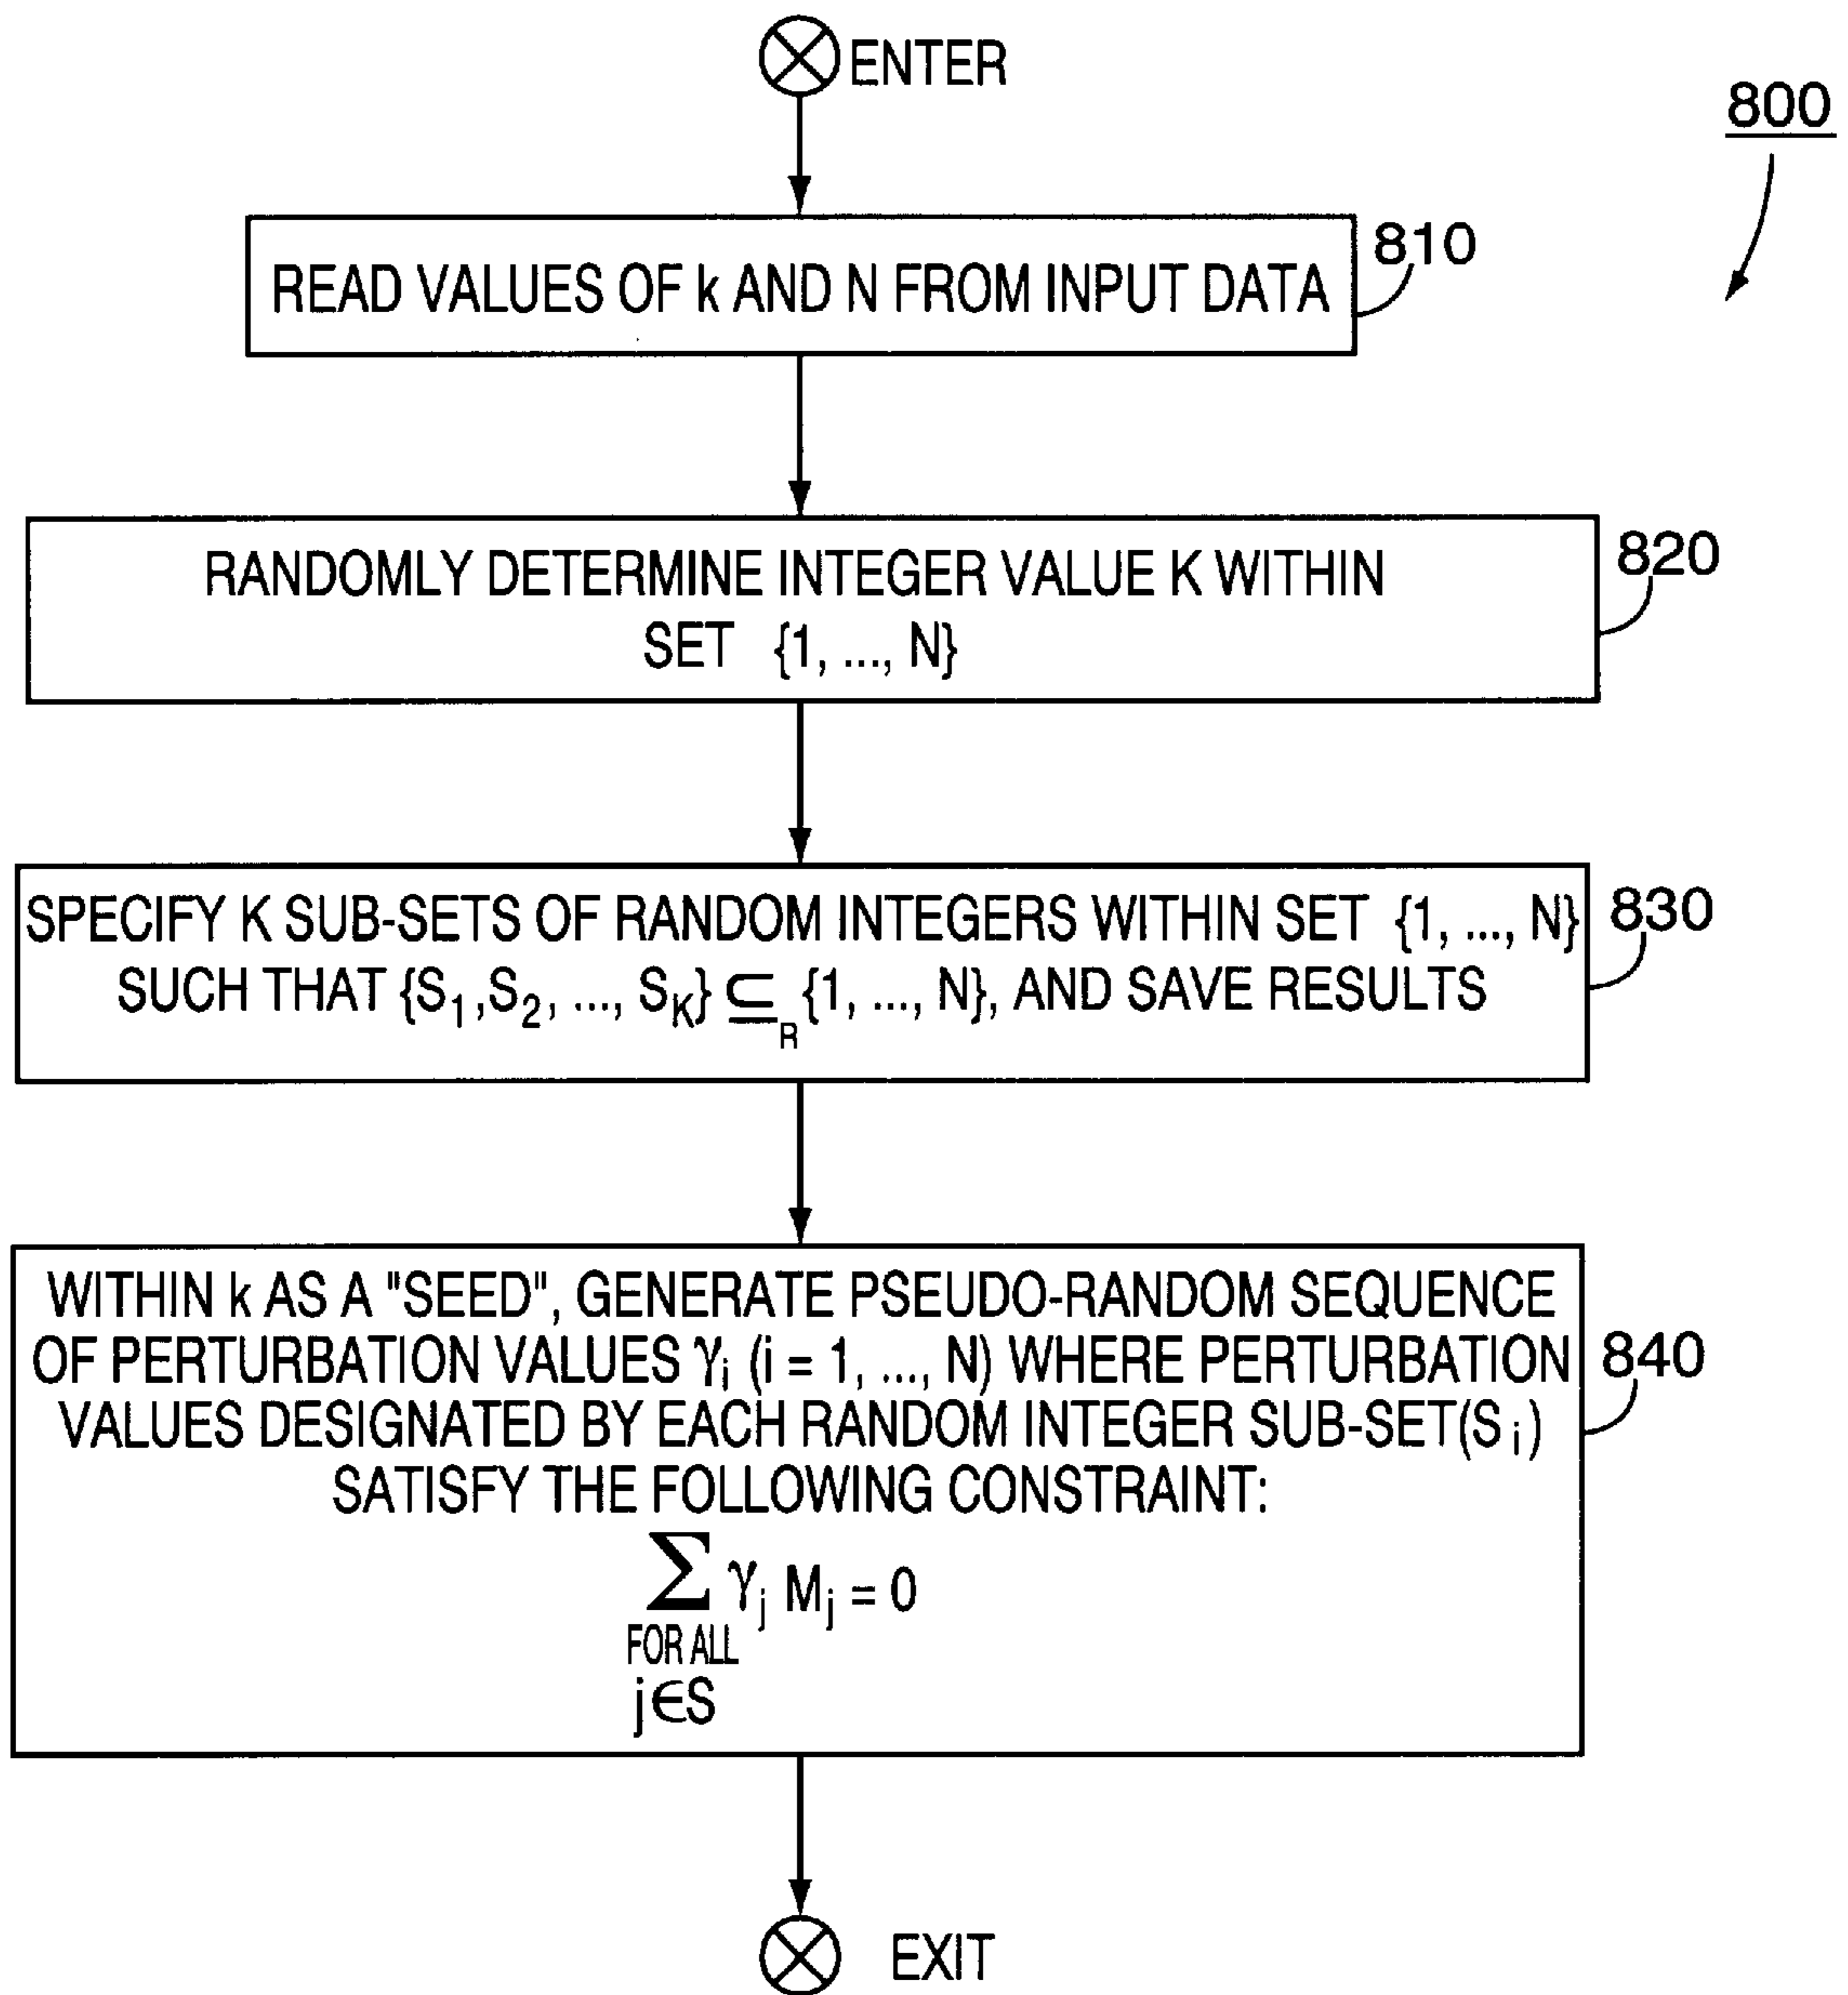 ENTER
800
READ VALUES OF k AND N FROM INPUT DATA
810
RANDOMLY DETERMINE INTEGER VALUE K WITHIN
SET {1, ..., N}
820
SPECIFY K SUB-SETS OF RANDOM INTEGERS WITHIN SET {1, ..., N}
SUCH THAT {S₁,S₂, ..., S_K} ⊆_R {1, ..., N}, AND SAVE RESULTS
830
WITHIN k AS A "SEED", GENERATE PSEUDO-RANDOM SEQUENCE
OF PERTURBATION VALUES γᵢ (i = 1, ..., N) WHERE PERTURBATION
VALUES DESIGNATED BY EACH RANDOM INTEGER SUB-SET(Sᵢ)
SATISFY THE FOLLOWING CONSTRAINT:
∑ γⱼ Mⱼ = 0
FOR ALL
j∈S
840
EXIT